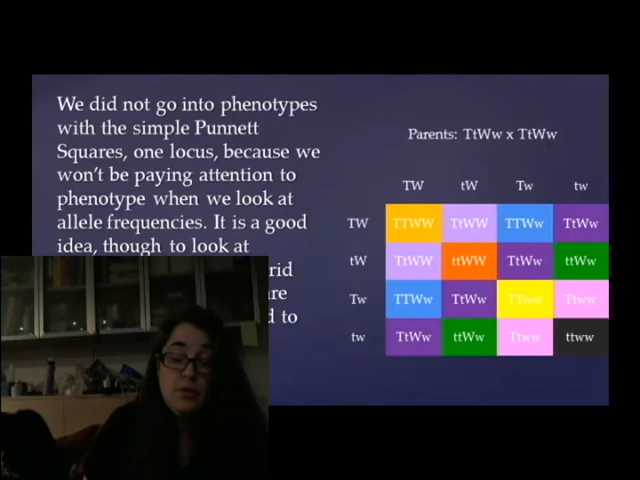 We did not go into phenotypes
with the simple Punnett
Squares, one locus, because we
won't be paying attention to
phenotype when we look at
allele frequencies. It is a good
idea, though to look at
rid
are
d to
Parents: TtWw x TtWw
TW tW Tw tw
TW TTWW TtWW TTWw TtWw
tW TtWW ttWW TtWw ttWw
Tw TTWw TtWw TTww Ttww
tw TtWw ttWw Ttww ttww